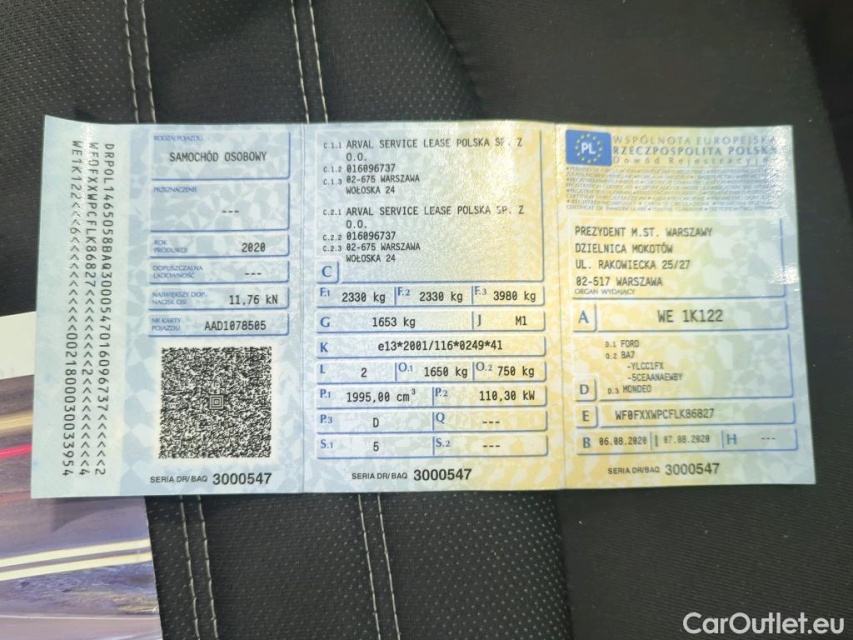 DRPOL1465058BAQ3000547016096737<<<<<2
WF0FXXWPCFLK86827<
WE1K122<<6<<
RODZAJ POJAZDU
SAMOCHÓD OSOBOWY
PRZEZNACZENIE
---
ROK PRODUKCJI
2020
DOPUSZCZALNA ŁADOWNOŚĆ
---
NAJWIĘKSZY DOP. NACISK OSI
11,76 kN
NR KARTY POJAZDU
AAD1078505
SERIA DR/BAQ 3000547
C.1.1 ARVAL SERVICE LEASE POLSKA SP. Z
O.O.
C.1.2 016096737
C.1.3 02-675 WARSZAWA
WOŁOSKA 24
C.2.1 ARVAL SERVICE LEASE POLSKA SP. Z
O.O.
C.2.2 016096737
C.2.3 02-675 WARSZAWA
WOŁOSKA 24
C
F.1 2330 kg F.2 2330 kg F.3 3980 kg
G 1653 kg J M1
K e13*2001/116*0249*41
L 2 O.1 1650 kg O.2 750 kg
P.1 1995,00 cm³ P.2 110,30 kW
P.3 D Q ---
S.1 5 S.2 ---
SERIA DR/BAQ 3000547
PL
WSPÓLNOTA EUROPEJSKA
RZECZPOSPOLITA POLSKA
Dowód Rejestracyjny
PREZYDENT M.ST. WARSZAWY
DZIELNICA MOKOTÓW
UL. RAKOWIECKA 25/27
02-517 WARSZAWA
ORGAN WYDAJĄCY
A WE 1K122
D.1 FORD
D.2 BA7
-YLCC1FX
-5CEAANAEWBY
D D.3 MONDEO
E WF0FXXWPCFLK86827
B 06.08.2020 I 07.08.2020 H ---
SERIA DR/BAQ 3000547
CarOutlet.eu